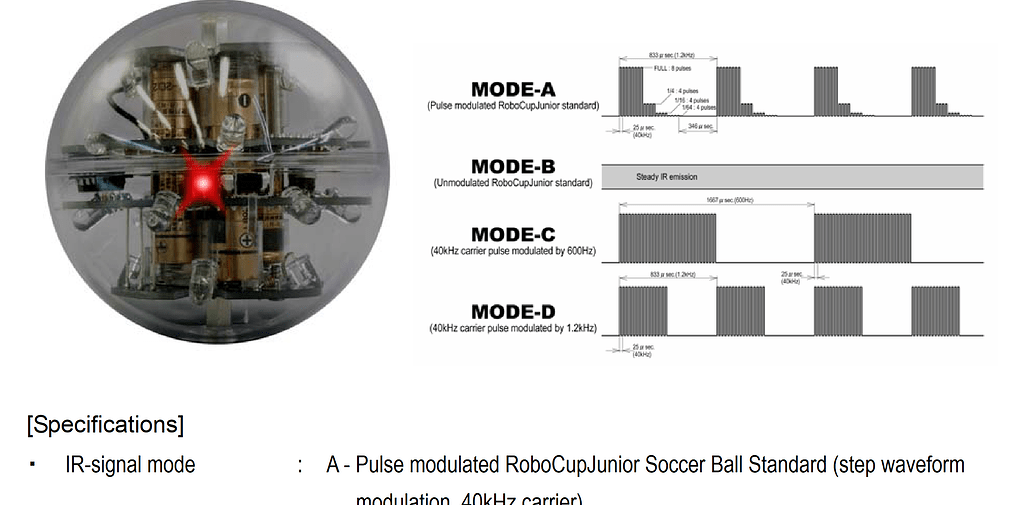 833 μ sec.(1.2kHz)
FULL : 8 pulses
MODE-A
(Pulse modulated RoboCupJunior standard)
1/4 : 4 pulses
1/16 : 4 pulses
1/64 : 4 pulses
25 μ sec.
(40kHz)
346 μ sec.
MODE-B
(Unmodulated RoboCupJunior standard)
Steady IR emission
1667 μ sec.(600Hz)
MODE-C
(40kHz carrier pulse modulated by 600Hz)
833 μ sec.(1.2kHz)
25 μ sec.
(40kHz)
MODE-D
(40kHz carrier pulse modulated by 1.2kHz)
25 μ sec.
(40kHz)
[Specifications]
▪ IR-signal mode : A - Pulse modulated RoboCupJunior Soccer Ball Standard (step waveform
modulation, 40kHz carrier)